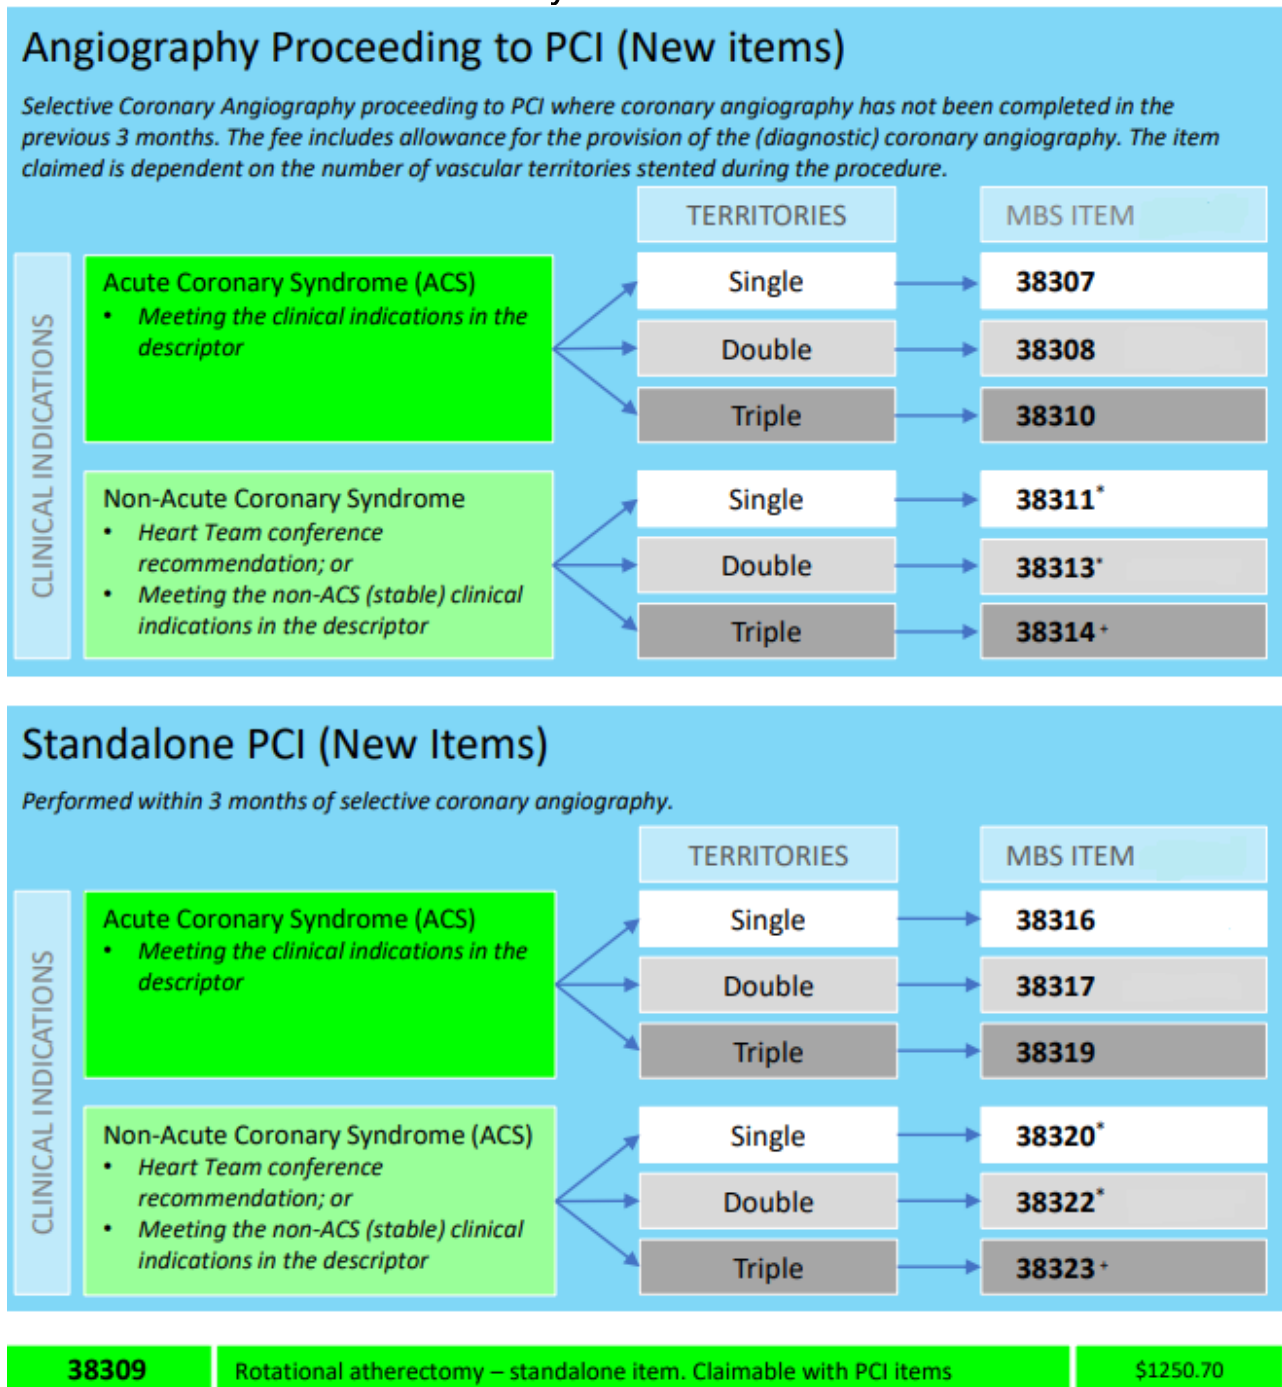 Angiography Proceeding to PCI (New items)
Selective Coronary Angiography proceeding to PCI where coronary angiography has not been completed in the
previous 3 months. The fee includes allowance for the provision of the (diagnostic) coronary angiography. The item
claimed is dependent on the number of vascular territories stented during the procedure.
TERRITORIES
MBS ITEM
CLINICAL INDICATIONS
Acute Coronary Syndrome (ACS)
• Meeting the clinical indications in the
descriptor
Single
38307
Double
38308
Triple
38310
Non-Acute Coronary Syndrome
• Heart Team conference
recommendation; or
• Meeting the non-ACS (stable) clinical
indications in the descriptor
Single
38311*
Double
38313*
Triple
38314 +
Standalone PCI (New Items)
Performed within 3 months of selective coronary angiography.
TERRITORIES
MBS ITEM
CLINICAL INDICATIONS
Acute Coronary Syndrome (ACS)
• Meeting the clinical indications in the
descriptor
Single
38316
Double
38317
Triple
38319
Non-Acute Coronary Syndrome (ACS)
• Heart Team conference
recommendation; or
• Meeting the non-ACS (stable) clinical
indications in the descriptor
Single
38320*
Double
38322*
Triple
38323 +
38309
Rotational atherectomy – standalone item. Claimable with PCI items
$1250.70